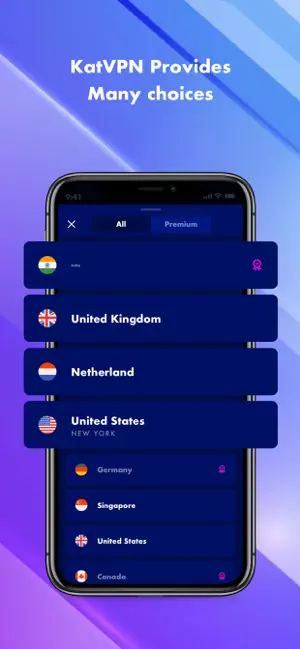 KatVPN Provides
Many choices
9:41
All
Premium
United Kingdom
Netherland
United States
NEW YORK
Germany
Singapore
United States
Canada